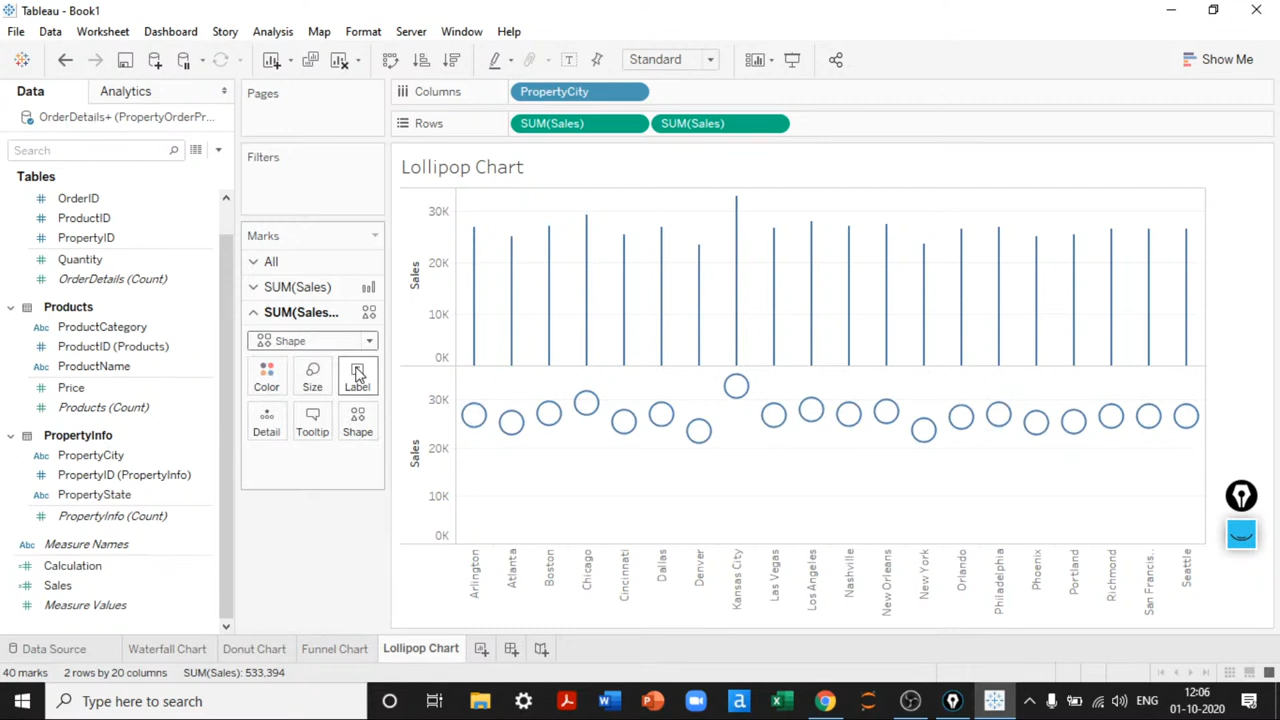 Tableau - Book1
File Data Worksheet Dashboard Story Analysis Map Format Server Window Help
Standard
Show Me
Data Analytics
OrderDetails+ (PropertyOrderPr...
Search
Tables
# OrderID
# ProductID
# PropertyID
# Quantity
# OrderDetails (Count)
Products
Abc ProductCategory
# ProductID (Products)
Abc ProductName
# Price
# Products (Count)
PropertyInfo
Abc PropertyCity
# PropertyID (PropertyInfo)
Abc PropertyState
# PropertyInfo (Count)
Abc Measure Names
# Calculation
# Sales
# Measure Values
Pages
Filters
Marks
All
SUM(Sales)
SUM(Sales...
Shape
Color Size Label
Detail Tooltip Shape
Columns PropertyCity
Rows SUM(Sales) SUM(Sales)
Lollipop Chart
Sales
30K
20K
10K
0K
Sales
30K
20K
10K
0K
Arlington
Atlanta
Boston
Chicago
Cincinnati
Dallas
Denver
Kansas City
Las Vegas
Los Angeles
Nashville
New Orleans
New York
Orlando
Philadelphia
Phoenix
Portland
Richmond
San Francis..
Seattle
Data Source Waterfall Chart Donut Chart Funnel Chart Lollipop Chart
40 marks 2 rows by 20 columns SUM(Sales): 533.394
Type here to search
ENG
12:06
01-10-2020